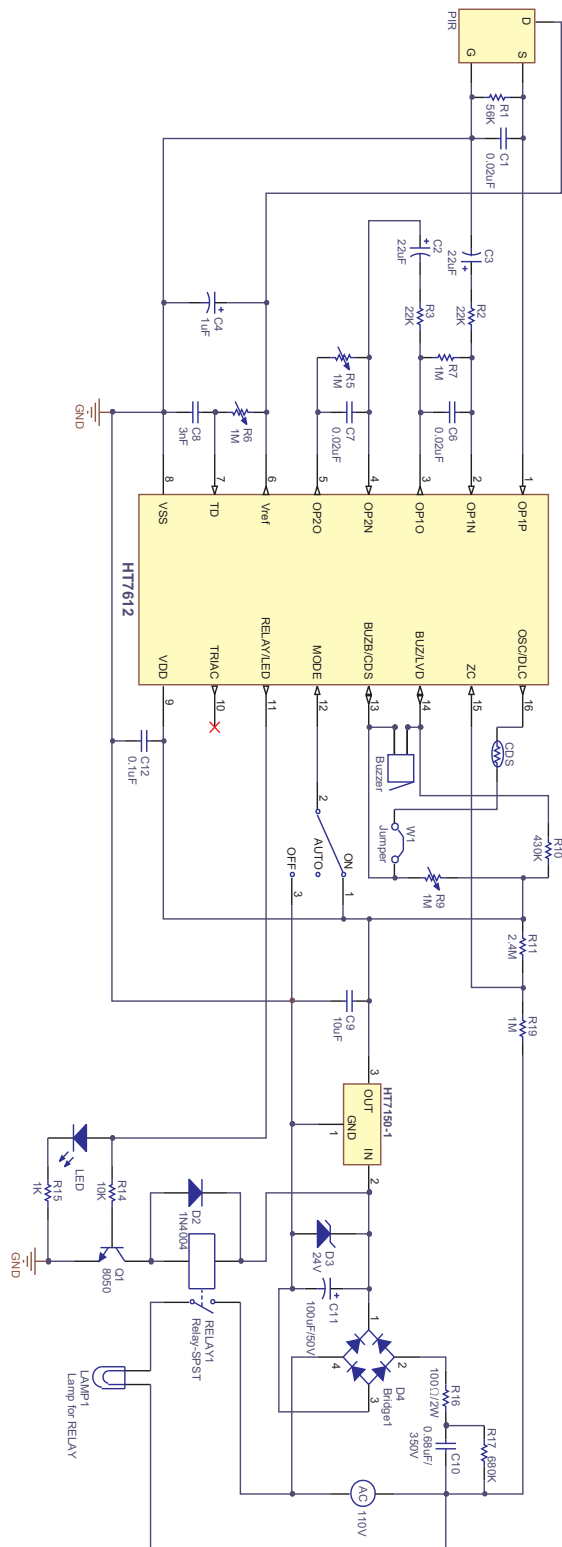 PIR
D
G
S
R1
56K
C1
0.02uF
C3
22uF
C2
22uF
R2
22K
R3
22K
R7
1M
C6
0.02uF
R5
1M
C7
0.02uF
C4
1uF
R6
1M
C8
3nF
GND
1
2
3
4
5
6
7
8
OP1P
OP1N
OP1O
OP2N
OP2O
Vref
TD
VSS
HT7612
OSC/DLC
ZC
BUZ/LVD
BUZB/CDS
MODE
RELAY/LED
TRIAC
VDD
16
15
14
13
12
11
10
9
CDS
Buzzer
W1
Jumper
R10
430K
R9
1M
C12
0.1uF
2
ON
1
AUTO
OFF
3
R11
2.4M
R19
1M
C9
10uF
HT7150-1
3
OUT
GND
1
IN
2
LED
R15
1K
R14
10K
Q1
8050
GND
D2
1N4004
D3
24V
C11
100uF/50V
RELAY1
Relay-SPST
1
2
3
4
D4
Bridge1
R16
100Ω/2W
R17
680K
C10
0.68uF/
350V
LAMP1
Lamp for RELAY
AC
110V